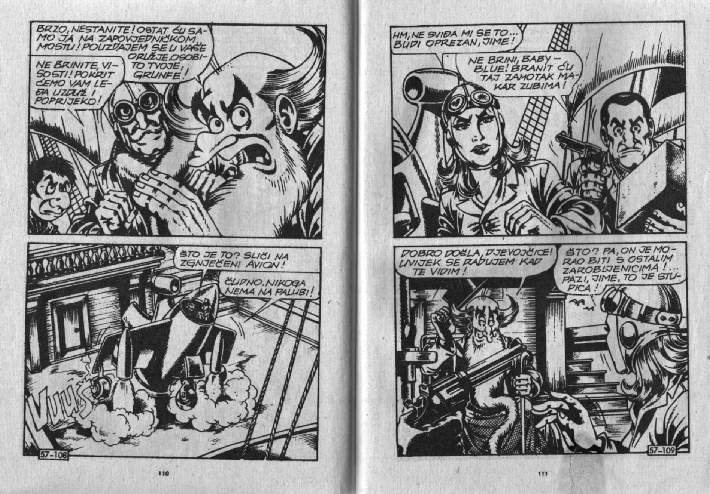 BRZO, NESTANITE! OSTAT ĆU SA-
MO JA NA ZAPOVJEDNIČKOM
MOSTU! POUZDAJEM SE U VAŠE
ORUŽJE, OSOBI-
TO TVOJE,
GRUNFE!
NE BRINITE, VI-
SOSTI! POKRIT
ĆEMO VAM LE-
ĐA UZDUŽ I
POPRIJEKO!
ŠTO JE TO? SLIČI NA
ZGNJEČENI AVION!
ČUDNO, NIKOGA
NEMA NA PALUBI!
VUUUS
57-108
110
HM, NE SVIĐA MI SE TO...
BUDI OPREZAN, JIME!
NE BRINI, BABY-
BLUE! BRANIT ĆU
TAJ ZAMOTAK MA-
KAR ZUBIMA!
DOBRO DOŠLA, DJEVOJČICE!
UVIJEK SE RADUJEM KAD
TE VIDIM!
ŠTO? PA, ON JE MO-
RAO BITI S OSTALIM
ZAROBLJENICIMA!...
PAZI, JIME, TO JE STU-
PICA!
57-109
111